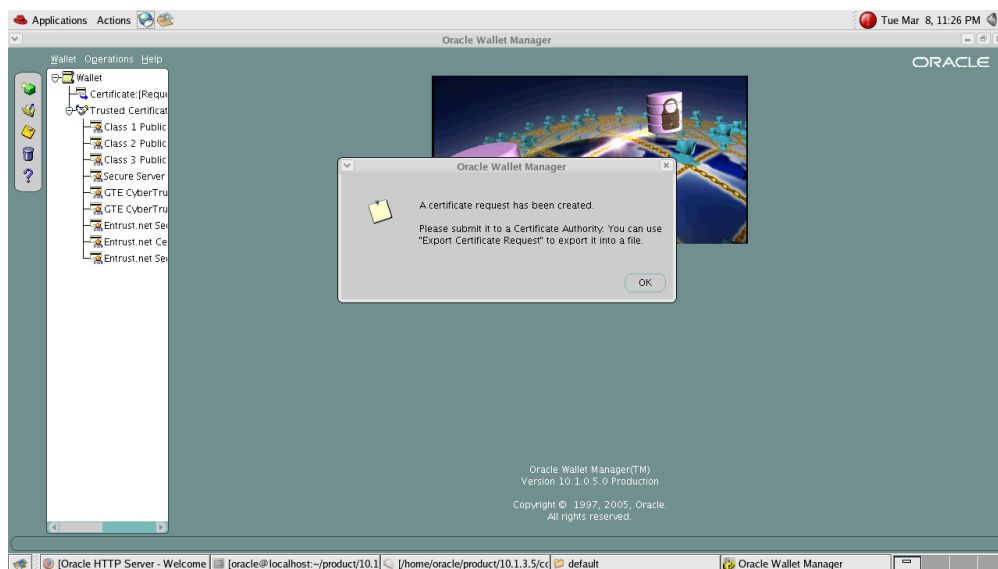 Applications Actions
Tue Mar 8, 11:26 PM
Oracle Wallet Manager
Wallet Operations Help
ORACLE
Wallet
Certificate:[Reque
Trusted Certificat
Class 1 Public
Class 2 Public
Class 3 Public
Secure Server
GTE CyberTru
GTE CyberTru
Entrust.net Se
Entrust.net Ce
Entrust.net Se
Oracle Wallet Manager
A certificate request has been created.
Please submit it to a Certificate Authority. You can use
"Export Certificate Request" to export it into a file.
OK
Oracle Wallet Manager(TM)
Version 10.1.0.5.0 Production
Copyright © 1997, 2005, Oracle.
All rights reserved.
[Oracle HTTP Server - Welcome
[oracle@localhost:~/product/10.1
[/home/oracle/product/10.1.3.5/co
default
Oracle Wallet Manager